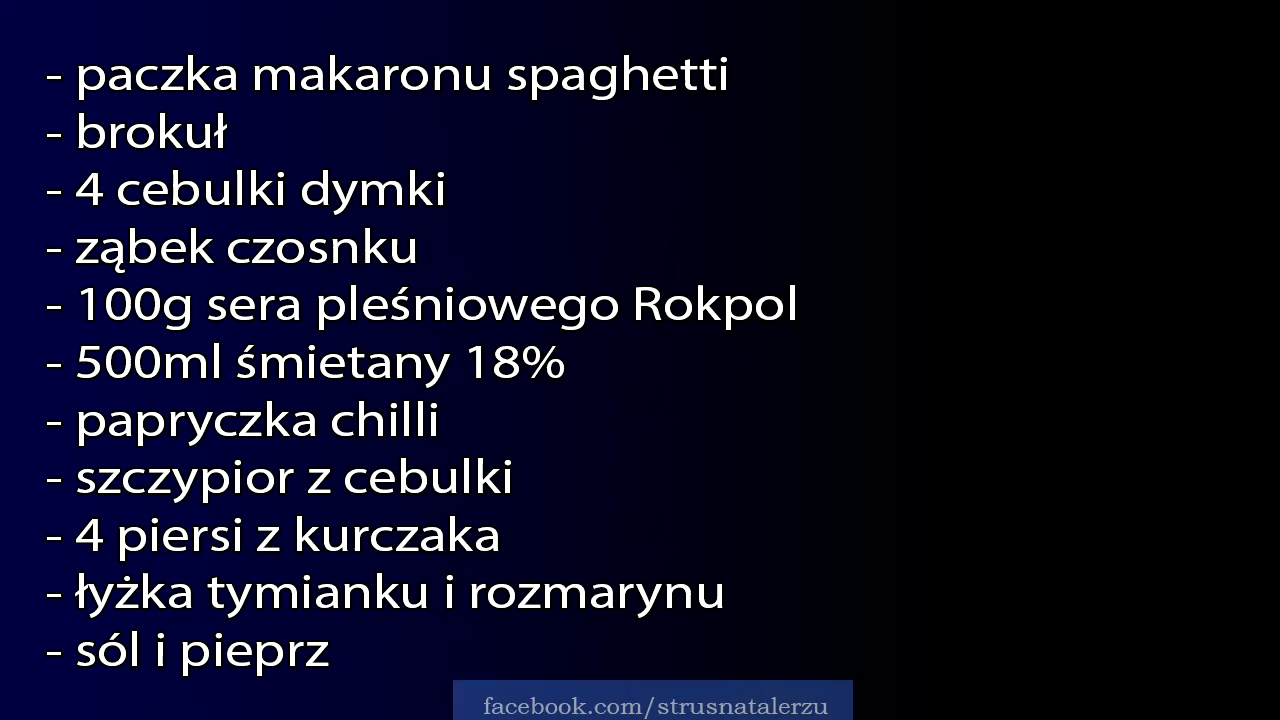 - paczka makaronu spaghetti
- brokuł
- 4 cebulki dymki
- ząbek czosnku
- 100g sera pleśniowego Rokpol
- 500ml śmietany 18%
- papryczka chilli
- szczypior z cebulki
- 4 piersi z kurczaka
- łyżka tymianku i rozmarynu
- sól i pieprz
facebook.com/strusnatalerzu